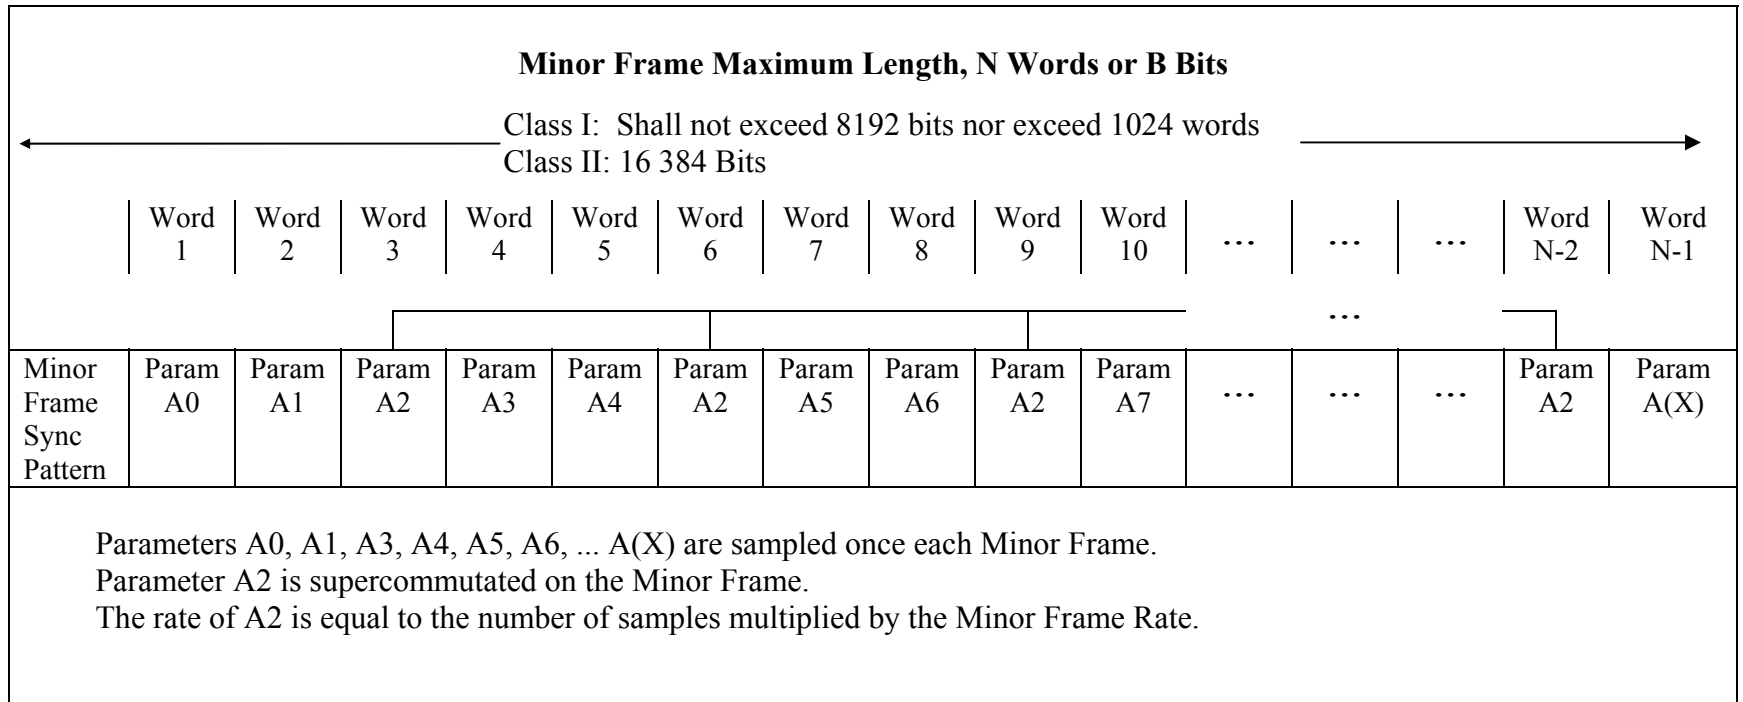 Minor Frame Maximum Length, N Words or B Bits
Class I:  Shall not exceed 8192 bits nor exceed 1024 words
Class II: 16 384 Bits
Word Word Word Word Word Word Word Word Word Word ... ... ... Word Word
1 2 3 4 5 6 7 8 9 10 N-2 N-1
...
Minor Param Param Param Param Param Param Param Param Param Param ... ... ... Param Param
Frame A0 A1 A2 A3 A4 A2 A5 A6 A2 A7 A2 A(X)
Sync
Pattern
Parameters A0, A1, A3, A4, A5, A6, ... A(X) are sampled once each Minor Frame.
Parameter A2 is supercommutated on the Minor Frame.
The rate of A2 is equal to the number of samples multiplied by the Minor Frame Rate.